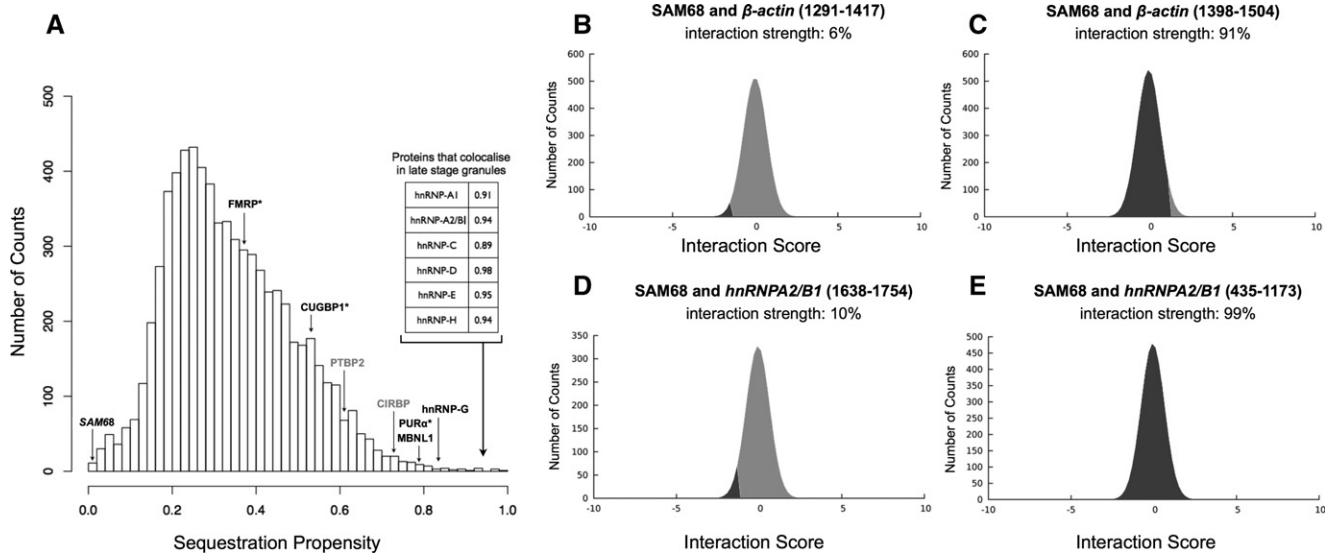 A
Number of Counts
500
400
300
200
100
0
0.0
0.2
0.4
0.6
0.8
1.0
Sequestration Propensity
SAM68
FMRP*
CUGBP1*
PTBP2
CIRBP
PURα*
MBNL1
hnRNP-G
Proteins that colocalise
in late stage granules
hnRNP-A1 0.91
hnRNP-A2/B1 0.94
hnRNP-C 0.89
hnRNP-D 0.98
hnRNP-E 0.95
hnRNP-H 0.94
B
SAM68 and β-actin (1291-1417)
interaction strength: 6%
Number of Counts
600
500
400
300
200
100
0
-10
-5
0
5
10
Interaction Score
C
SAM68 and β-actin (1398-1504)
interaction strength: 91%
Number of Counts
600
500
400
300
200
100
0
-10
-5
0
5
10
Interaction Score
D
SAM68 and hnRNPA2/B1 (1638-1754)
interaction strength: 10%
Number of Counts
350
300
250
200
150
100
50
0
-10
-5
0
5
10
Interaction Score
E
SAM68 and hnRNPA2/B1 (435-1173)
interaction strength: 99%
Number of Counts
500
450
400
350
300
250
200
150
100
50
0
-10
-5
0
5
10
Interaction Score